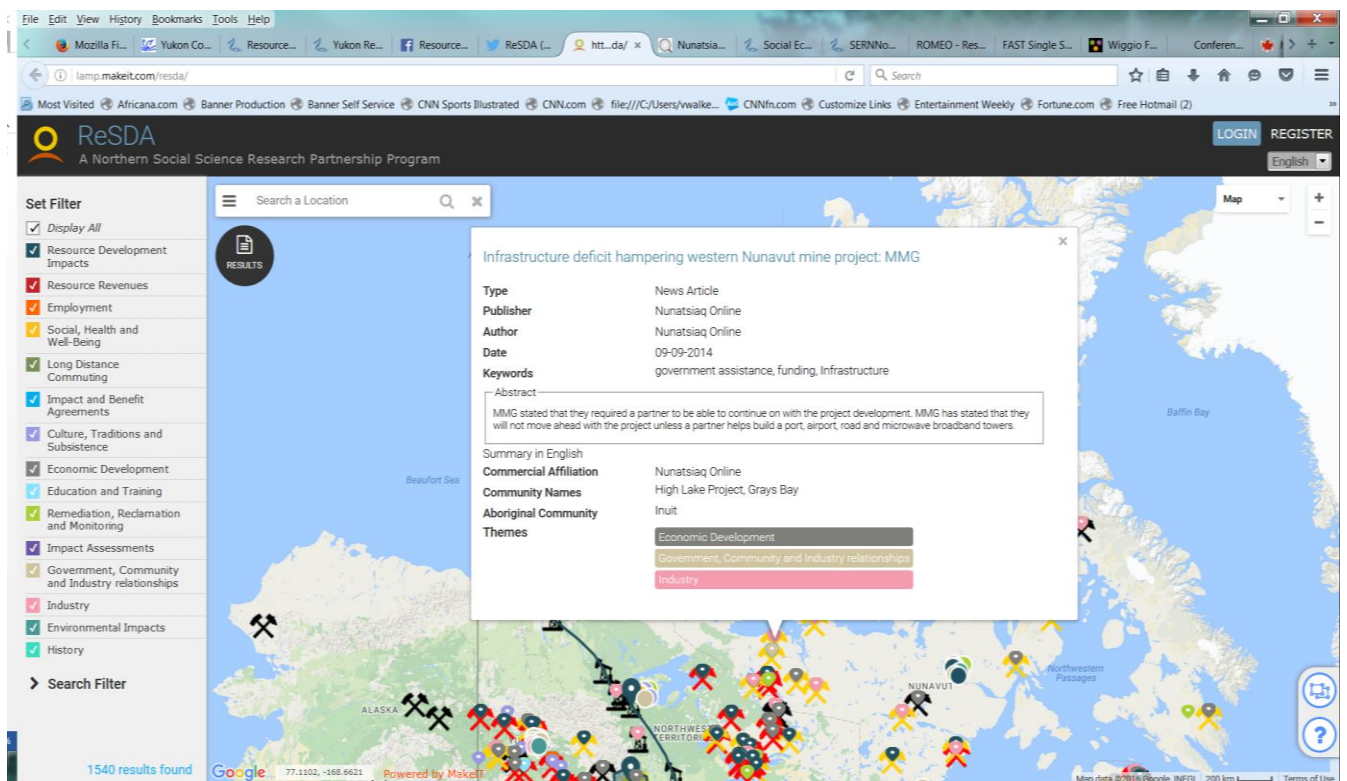 File Edit View History Bookmarks Tools Help
Mozilla Fi... Yukon Co... Resource... Yukon Re... Resource... ReSDA (... htt...da/ Nunatsia... Social Ec... SERNNo... ROMEO - Res... FAST Single S... Wiggio F... Conferen...
lamp.makeit.com/resda/ Search
Most Visited Africana.com Banner Production Banner Self Service CNN Sports Illustrated CNN.com file:///C:/Users/vwalke... CNNfn.com Customize Links Entertainment Weekly Fortune.com Free Hotmail (2)
ReSDA
A Northern Social Science Research Partnership Program
LOGIN REGISTER
English
Set Filter
Display All
Resource Development
Impacts
Resource Revenues
Employment
Social, Health and
Well-Being
Long Distance
Commuting
Impact and Benefit
Agreements
Culture, Traditions and
Subsistence
Economic Development
Education and Training
Remediation, Reclamation
and Monitoring
Impact Assessments
Government, Community
and Industry relationships
Industry
Environmental Impacts
History
Search Filter
1540 results found
Search a Location
RESULTS
Map
Infrastructure deficit hampering western Nunavut mine project: MMG
Type News Article
Publisher Nunatsiaq Online
Author Nunatsiaq Online
Date 09-09-2014
Keywords government assistance, funding, Infrastructure
Abstract
MMG stated that they required a partner to be able to continue on with the project development. MMG has stated that they
will not move ahead with the project unless a partner helps build a port, airport, road and microwave broadband towers.
Summary in English
Commercial Affiliation Nunatsiaq Online
Community Names High Lake Project, Grays Bay
Aboriginal Community Inuit
Themes Economic Development
Government, Community and Industry relationships
Industry
Beaufort Sea
Baffin Bay
Northwestern
Passages
NUNAVUT
ALASKA
NORTHWEST
TERRITORI
Google 77.1102, -168.6621 Powered by MakeIT
Map data ©2016 Google, INEGI 200 km Terms of Use